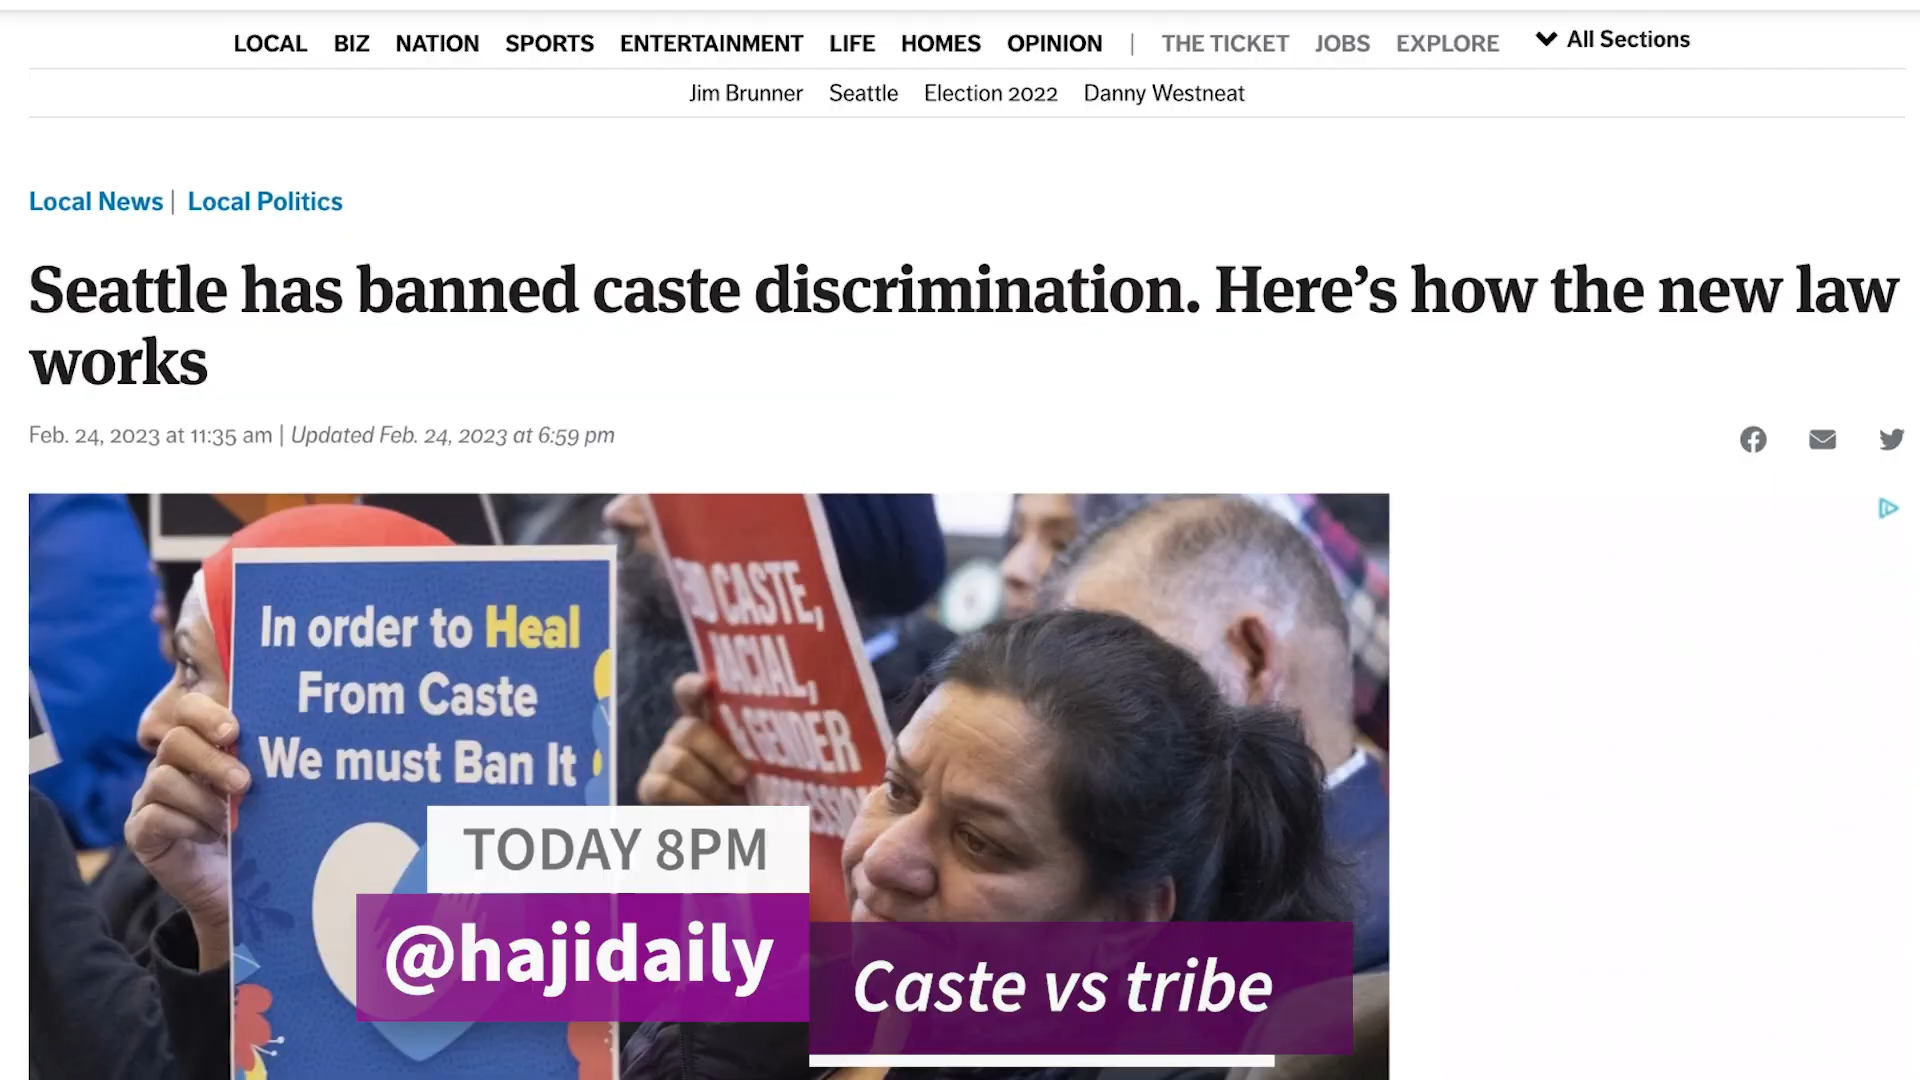 LOCAL BIZ NATION SPORTS ENTERTAINMENT LIFE HOMES OPINION | THE TICKET JOBS EXPLORE All Sections
Jim Brunner Seattle Election 2022 Danny Westneat
Local News | Local Politics
Seattle has banned caste discrimination. Here’s how the new law
works
Feb. 24, 2023 at 11:35 am | Updated Feb. 24, 2023 at 6:59 pm
In order to Heal
From Caste
We must Ban It
CASTE,
RACIAL,
& GENDER
TODAY 8PM
@hajidaily
Caste vs tribe